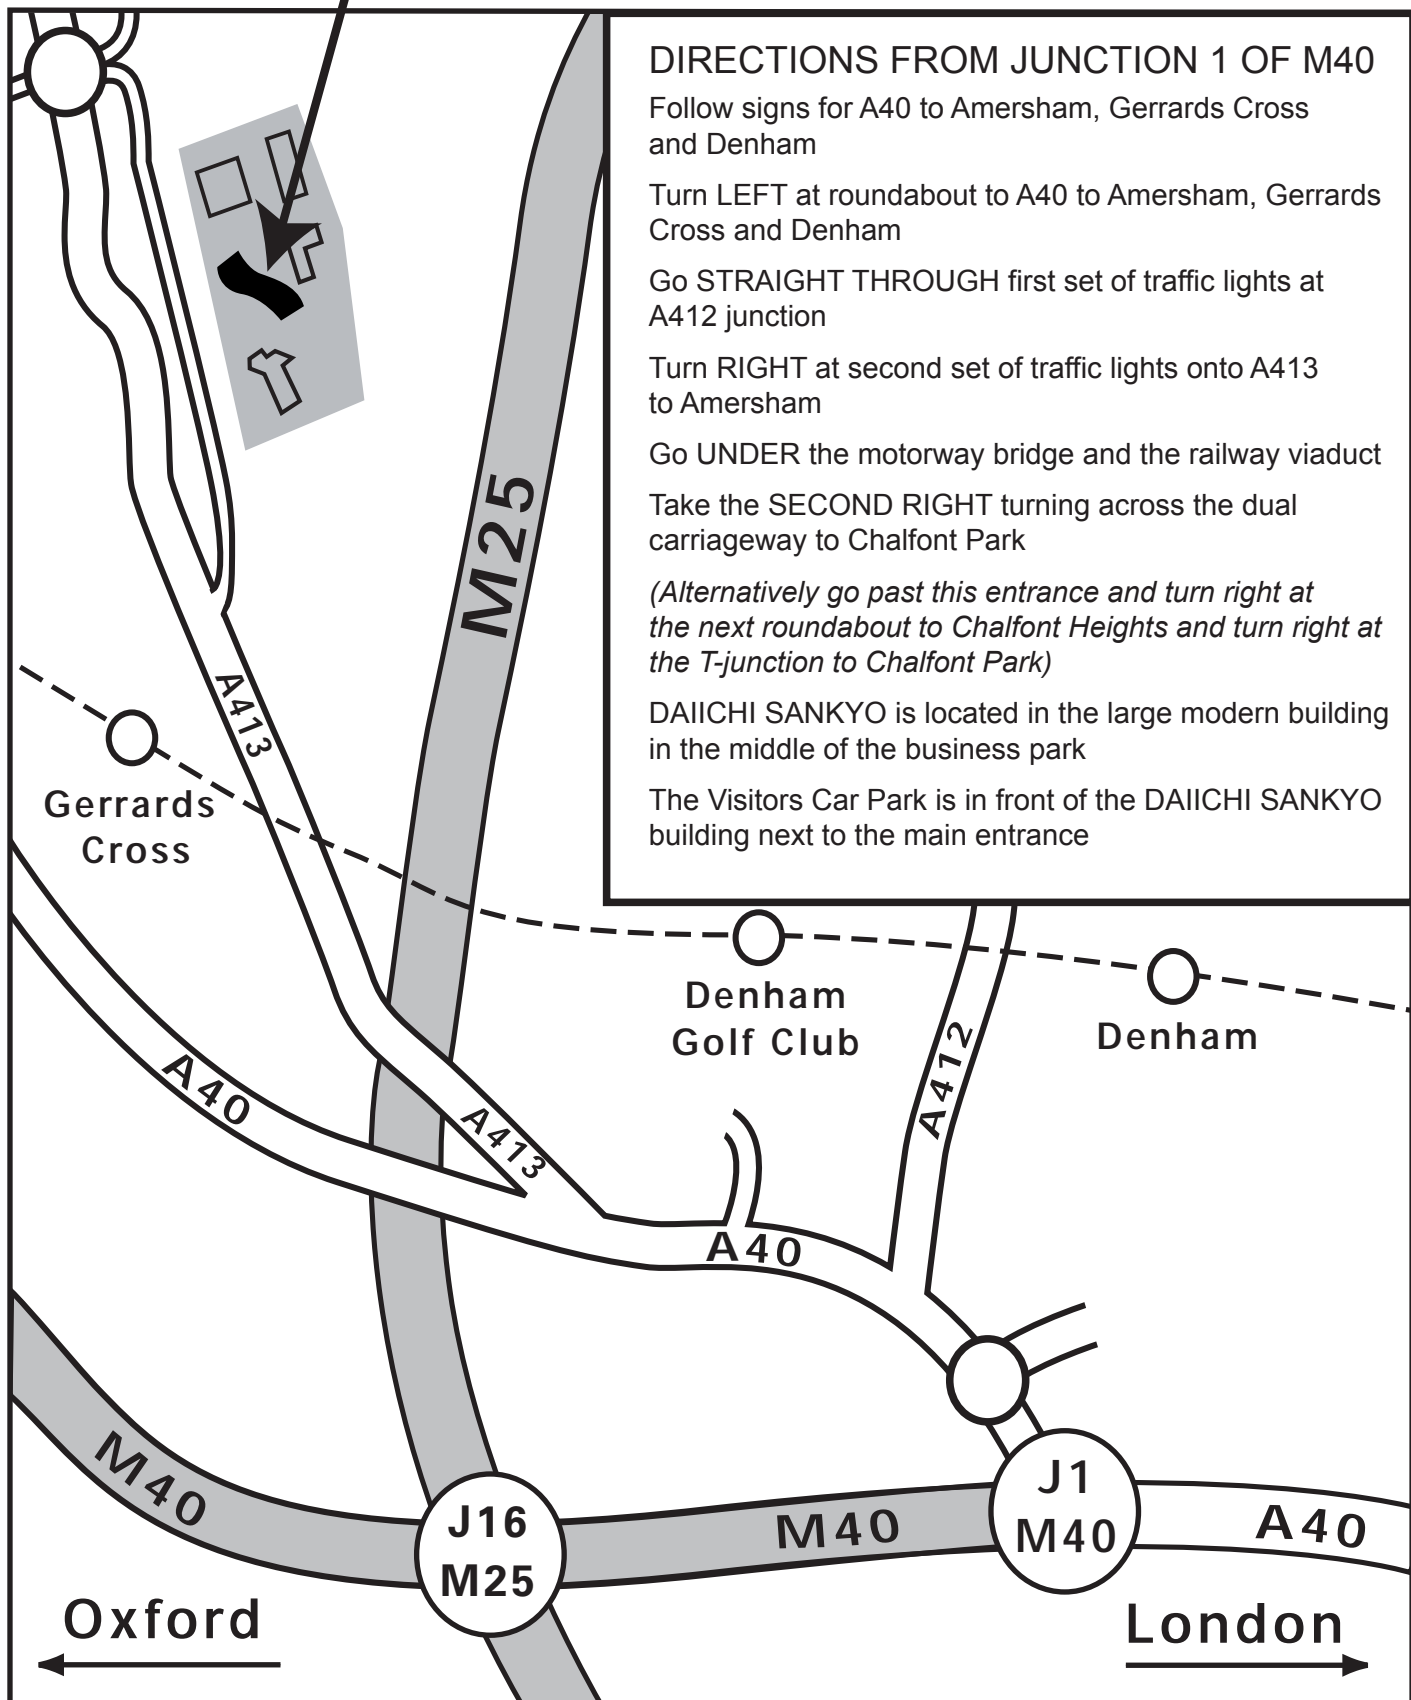 DIRECTIONS FROM JUNCTION 1 OF M40
Follow signs for A40 to Amersham, Gerrards Cross
and Denham
Turn LEFT at roundabout to A40 to Amersham, Gerrards
Cross and Denham
Go STRAIGHT THROUGH first set of traffic lights at
A412 junction
Turn RIGHT at second set of traffic lights onto A413
to Amersham
Go UNDER the motorway bridge and the railway viaduct
Take the SECOND RIGHT turning across the dual
carriageway to Chalfont Park
(Alternatively go past this entrance and turn right at
the next roundabout to Chalfont Heights and turn right at
the T-junction to Chalfont Park)
DAIICHI SANKYO is located in the large modern building
in the middle of the business park
The Visitors Car Park is in front of the DAIICHI SANKYO
building next to the main entrance
M25
A413
Gerrards
Cross
Denham
Golf Club
Denham
A412
A40
A413
A40
M40
J16
M25
M40
J1
M40
A40
Oxford
London